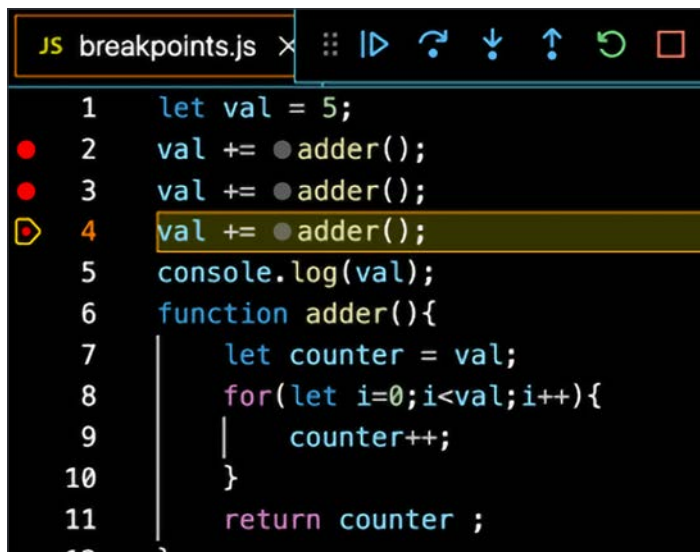 JS breakpoints.js
1 let val = 5;
2 val += adder();
3 val += adder();
4 val += adder();
5 console.log(val);
6 function adder(){
7 let counter = val;
8 for(let i=0;i<val;i++){
9 counter++;
10 }
11 return counter ;